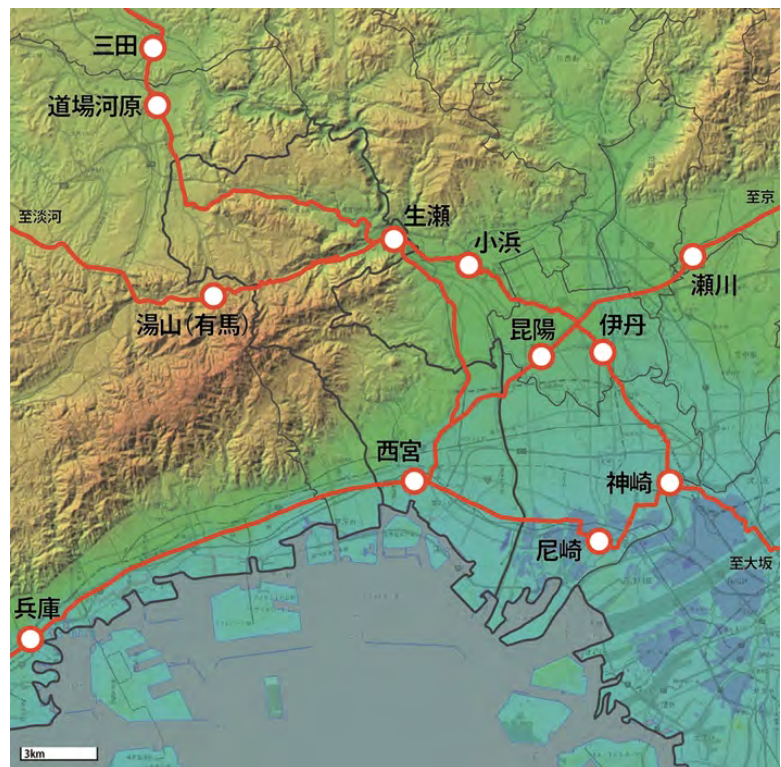 三田
道場河原
至京
至淡河
生瀬
小浜
瀬川
湯山(有馬)
昆陽
伊丹
西宮
神崎
尼崎
至大坂
兵庫
3km